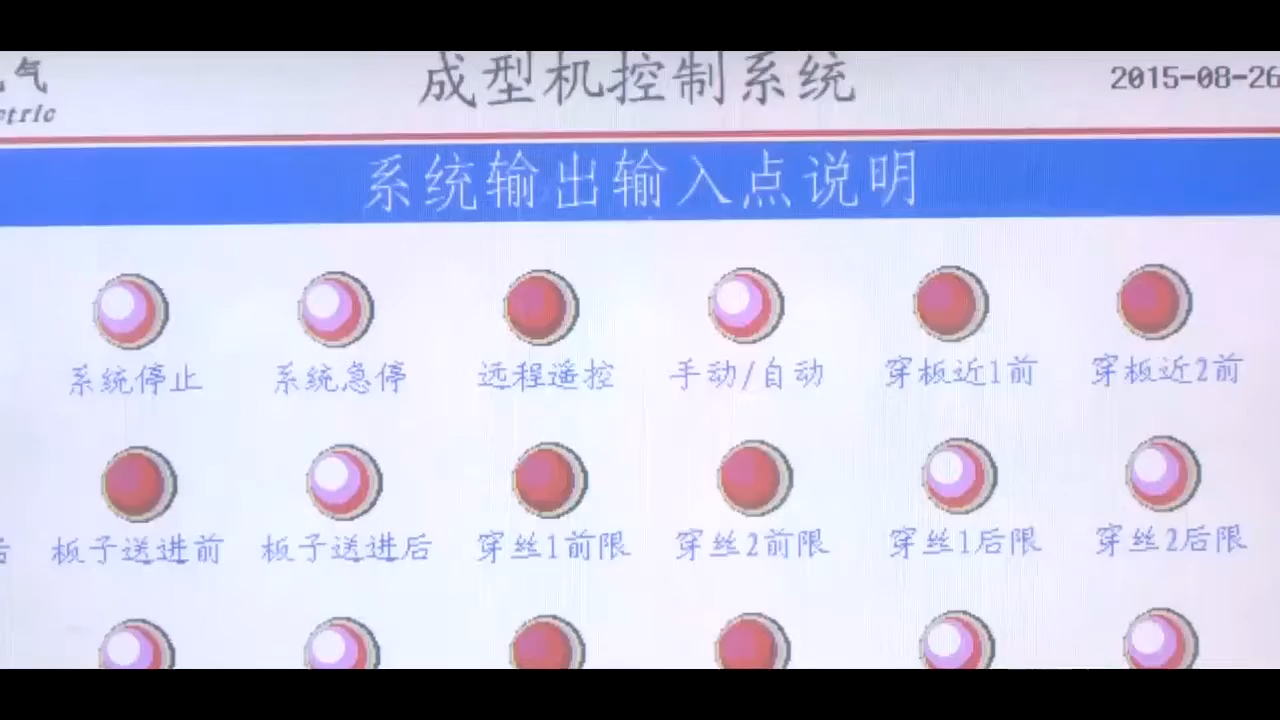 气
成型机控制系统
2015-08-26
etric
系统输出输入点说明
系统停止 系统急停 远程遥控 手动/自动 穿板近1前 穿板近2前
后 板子送进前 板子送进后 穿丝1前限 穿丝2前限 穿丝1后限 穿丝2后限